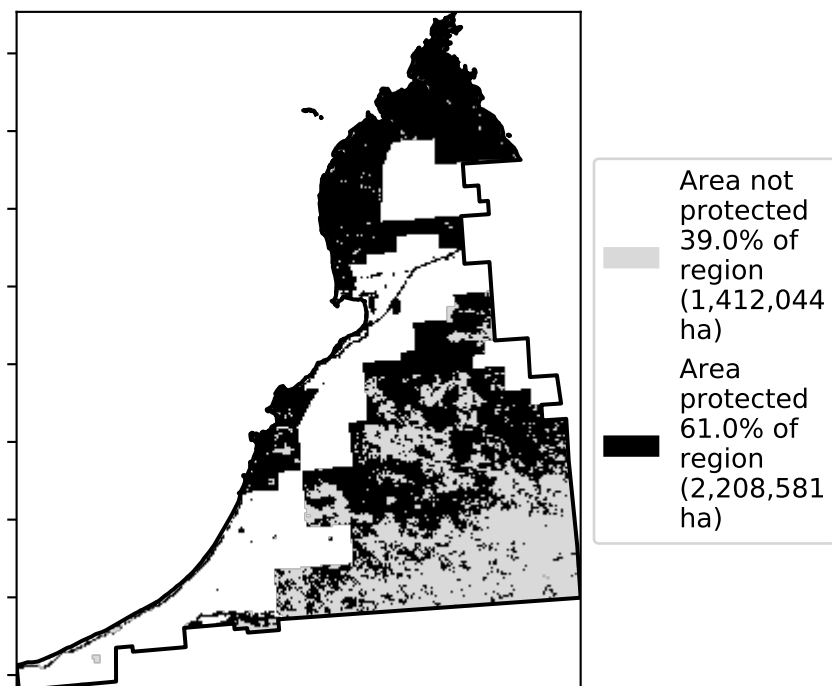 Area not
protected
39.0% of
region
(1,412,044
ha)
Area
protected
61.0% of
region
(2,208,581
ha)